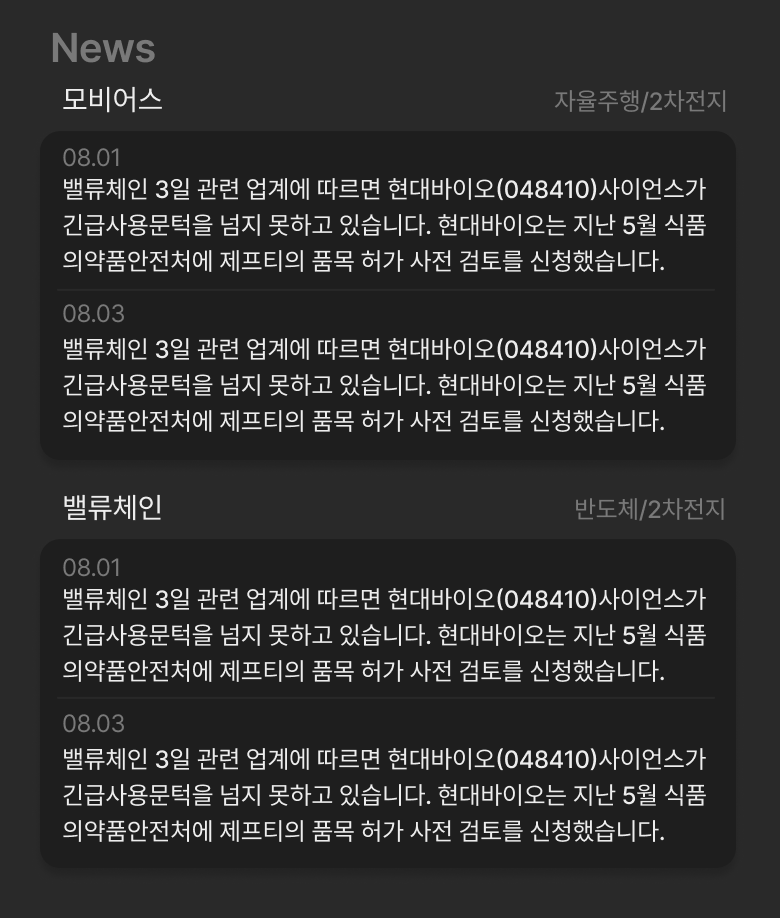 News
모비어스 자율주행/2차전지
08.01
밸류체인 3일 관련 업계에 따르면 현대바이오(048410)사이언스가
긴급사용문턱을 넘지 못하고 있습니다. 현대바이오는 지난 5월 식품
의약품안전처에 제프티의 품목 허가 사전 검토를 신청했습니다.
08.03
밸류체인 3일 관련 업계에 따르면 현대바이오(048410)사이언스가
긴급사용문턱을 넘지 못하고 있습니다. 현대바이오는 지난 5월 식품
의약품안전처에 제프티의 품목 허가 사전 검토를 신청했습니다.
밸류체인 반도체/2차전지
08.01
밸류체인 3일 관련 업계에 따르면 현대바이오(048410)사이언스가
긴급사용문턱을 넘지 못하고 있습니다. 현대바이오는 지난 5월 식품
의약품안전처에 제프티의 품목 허가 사전 검토를 신청했습니다.
08.03
밸류체인 3일 관련 업계에 따르면 현대바이오(048410)사이언스가
긴급사용문턱을 넘지 못하고 있습니다. 현대바이오는 지난 5월 식품
의약품안전처에 제프티의 품목 허가 사전 검토를 신청했습니다.